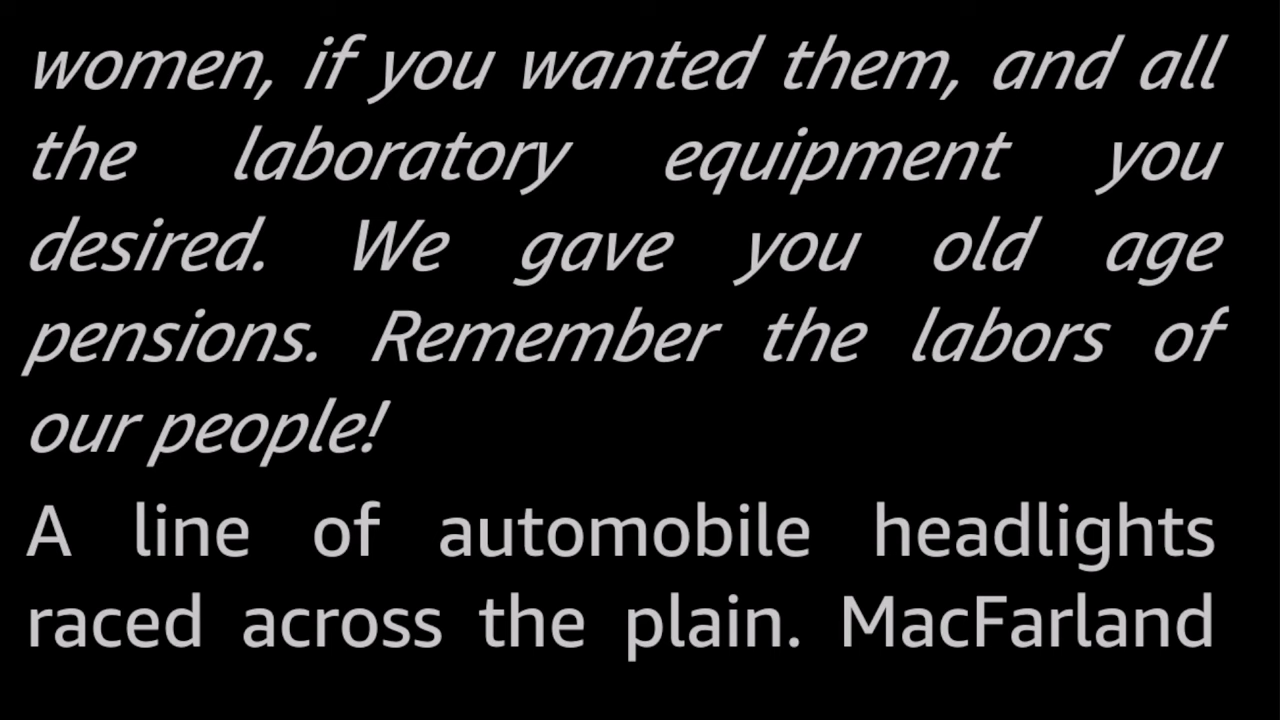 women, if you wanted them, and all
the laboratory equipment you
desired. We gave you old age
pensions. Remember the labors of
our people!
A line of automobile headlights
raced across the plain. MacFarland